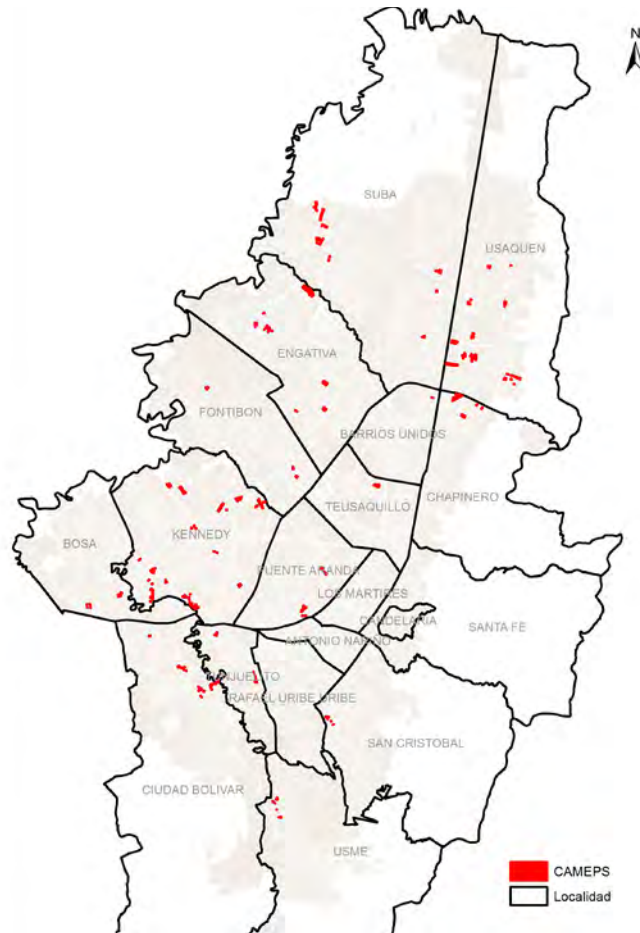 N
SUBA
USAQUEN
ENGATIVA
FONTIBON
BARRIOS UNIDOS
CHAPINERO
TEUSAQUILLO
KENNEDY
BOSA
PUENTE ARANDA
LOS MARTIRES
CANDELARIA
SANTA FE
ANTONIO NARIÑO
TUNJUELITO
RAFAEL URIBE URIBE
SAN CRISTOBAL
CIUDAD BOLIVAR
USME
CAMEPS
Localidad